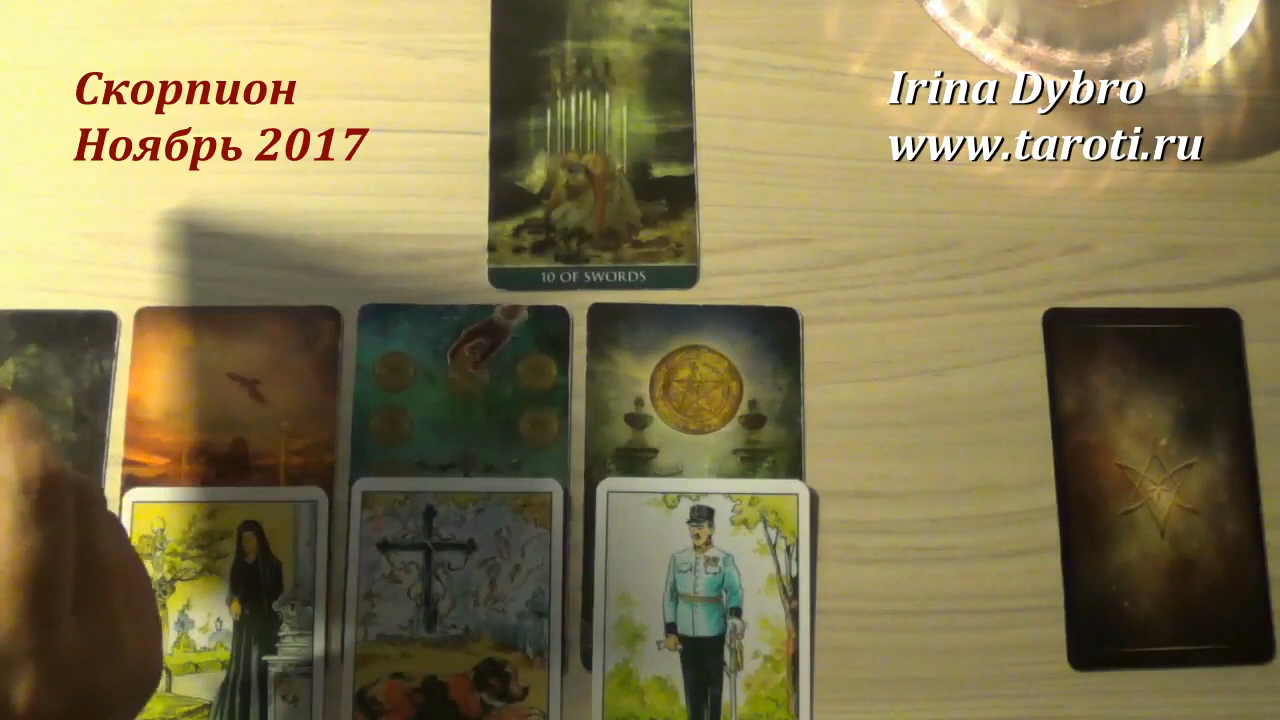 Скорпион
Ноябрь 2017
Irina Dybro
www.taroti.ru
10 OF SWORDS